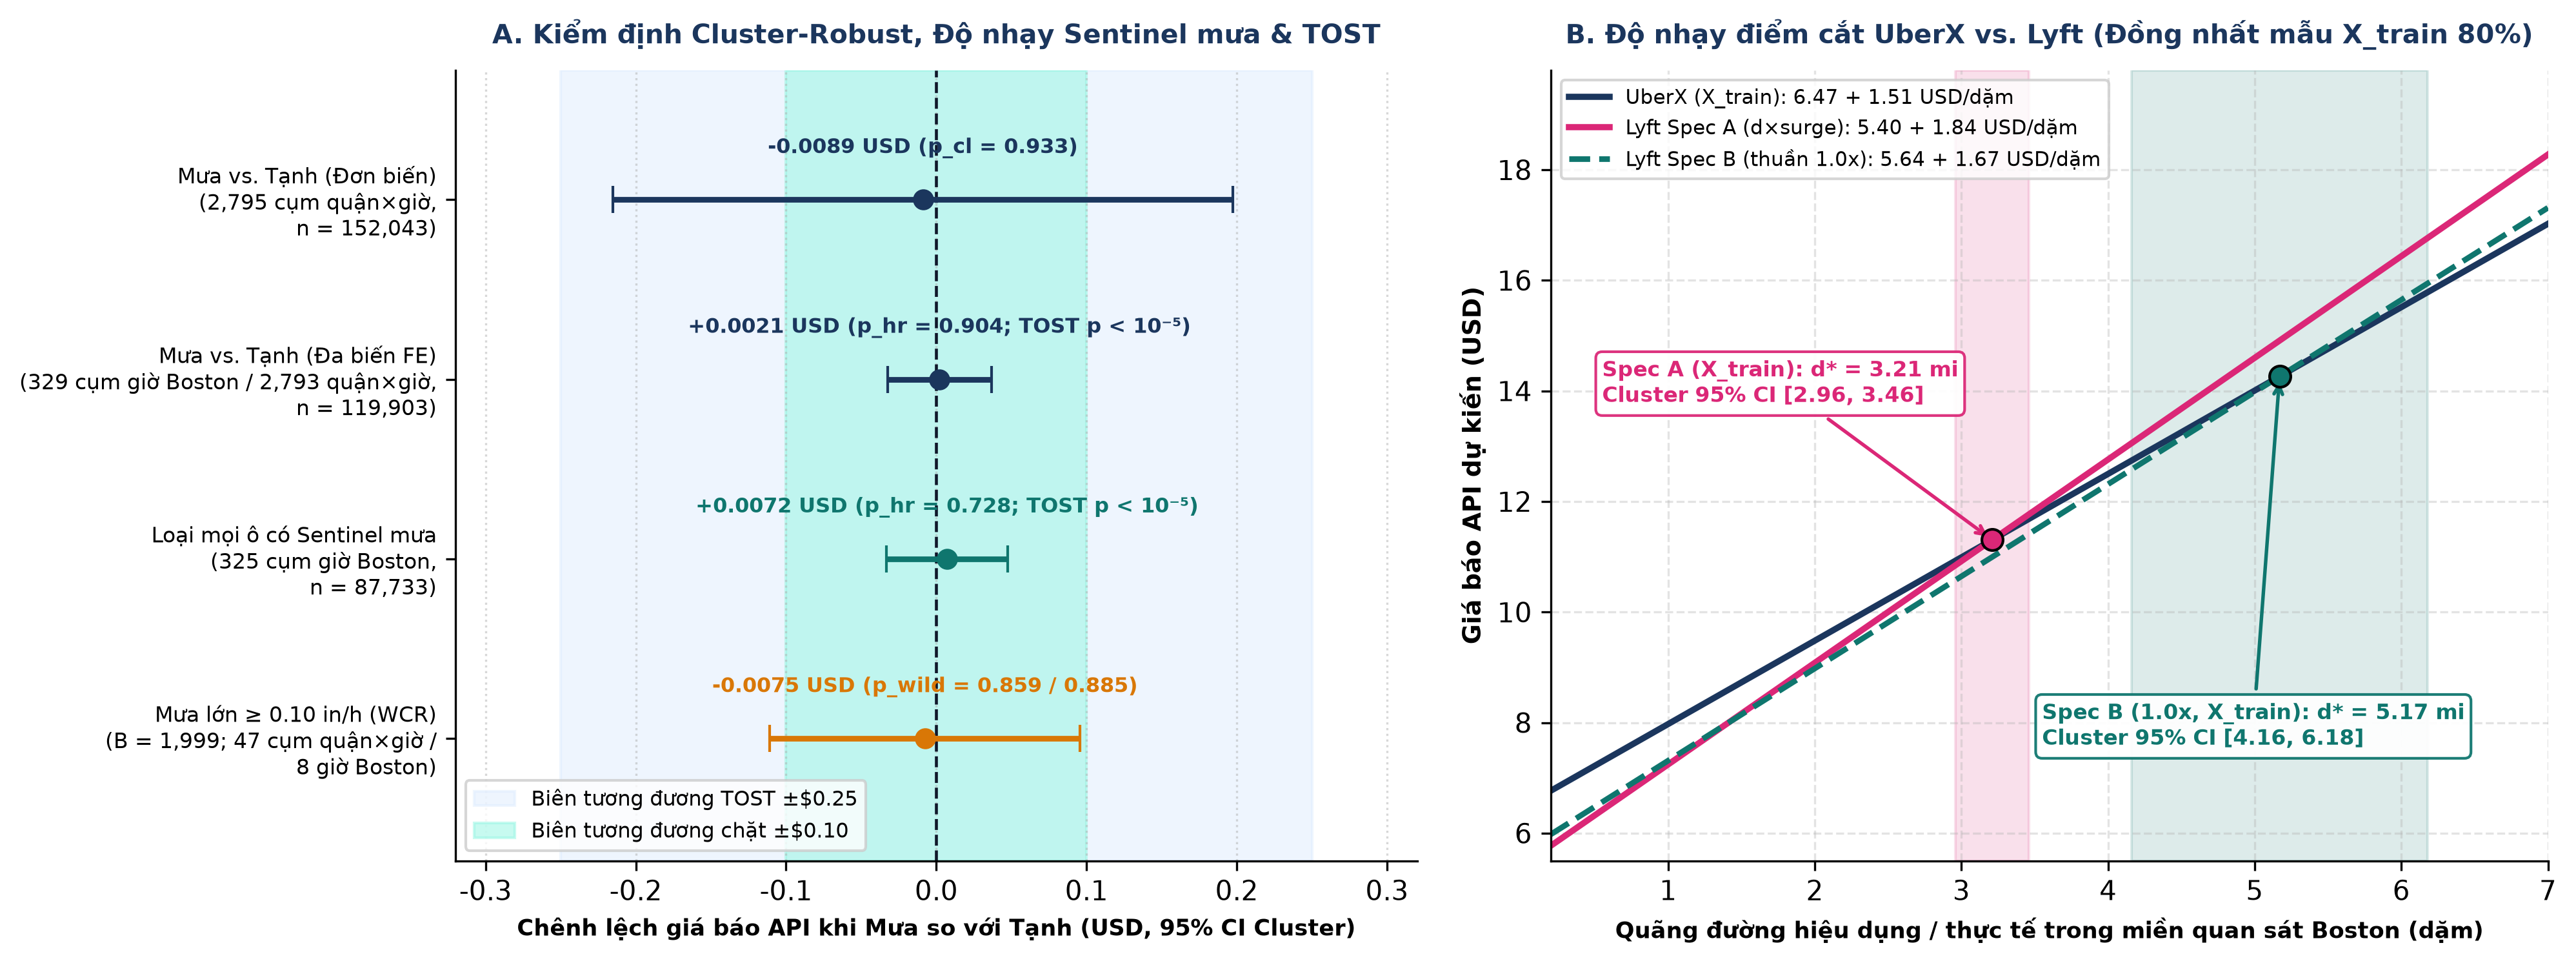 A. Kiểm định Cluster-Robust, Độ nhạy Sentinel mưa & TOST
Mưa vs. Tạnh (Đơn biến)
(2,795 cụm quận×giờ,
n = 152,043)
Mưa vs. Tạnh (Đa biến FE)
(329 cụm giờ Boston / 2,793 quận×giờ,
n = 119,903)
Loại mọi ô có Sentinel mưa
(325 cụm giờ Boston,
n = 87,733)
Mưa lớn ≥ 0.10 in/h (WCR)
(B = 1,999; 47 cụm quận×giờ /
8 giờ Boston)
-0.0089 USD (p_cl = 0.933)
+0.0021 USD (p_hr = 0.904; TOST p < 10⁻⁵)
+0.0072 USD (p_hr = 0.728; TOST p < 10⁻⁵)
-0.0075 USD (p_wild = 0.859 / 0.885)
Biên tương đương TOST ±$0.25
Biên tương đương chặt ±$0.10
-0.3 -0.2 -0.1 0.0 0.1 0.2 0.3
Chênh lệch giá báo API khi Mưa so với Tạnh (USD, 95% CI Cluster)
B. Độ nhạy điểm cắt UberX vs. Lyft (Đồng nhất mẫu X_train 80%)
UberX (X_train): 6.47 + 1.51 USD/dặm
Lyft Spec A (d×surge): 5.40 + 1.84 USD/dặm
Lyft Spec B (thuần 1.0x): 5.64 + 1.67 USD/dặm
Giá báo API dự kiến (USD)
18
16
14
12
10
8
6
Spec A (X_train): d* = 3.21 mi
Cluster 95% CI [2.96, 3.46]
Spec B (1.0x, X_train): d* = 5.17 mi
Cluster 95% CI [4.16, 6.18]
1 2 3 4 5 6 7
Quãng đường hiệu dụng / thực tế trong miền quan sát Boston (dặm)